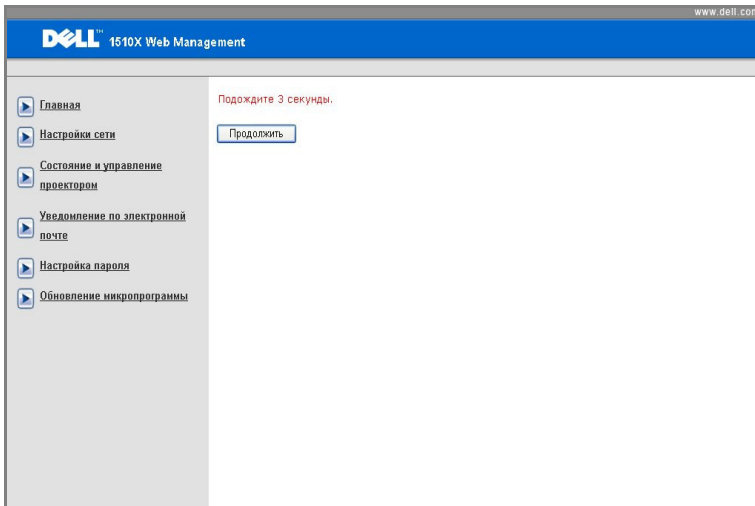 www.dell.com
DELL™ 1510X Web Management
Главная
Настройки сети
Состояние и управление
проектором
Уведомление по электронной
почте
Настройка пароля
Обновление микропрограммы
Подождите 3 секунды.
Продолжить